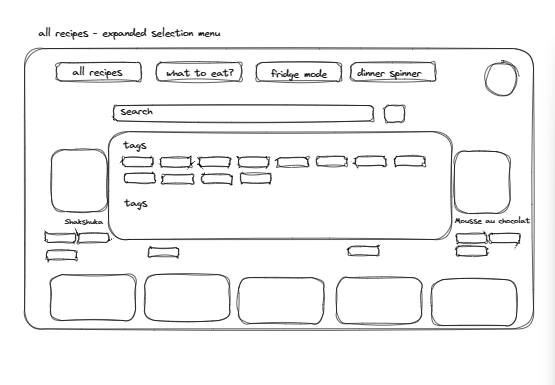 all recipes - expanded selection menu
all recipes what to eat? fridge mode dinner spinner
Search
tags
tags
Shakshuka Mousse au chocolat